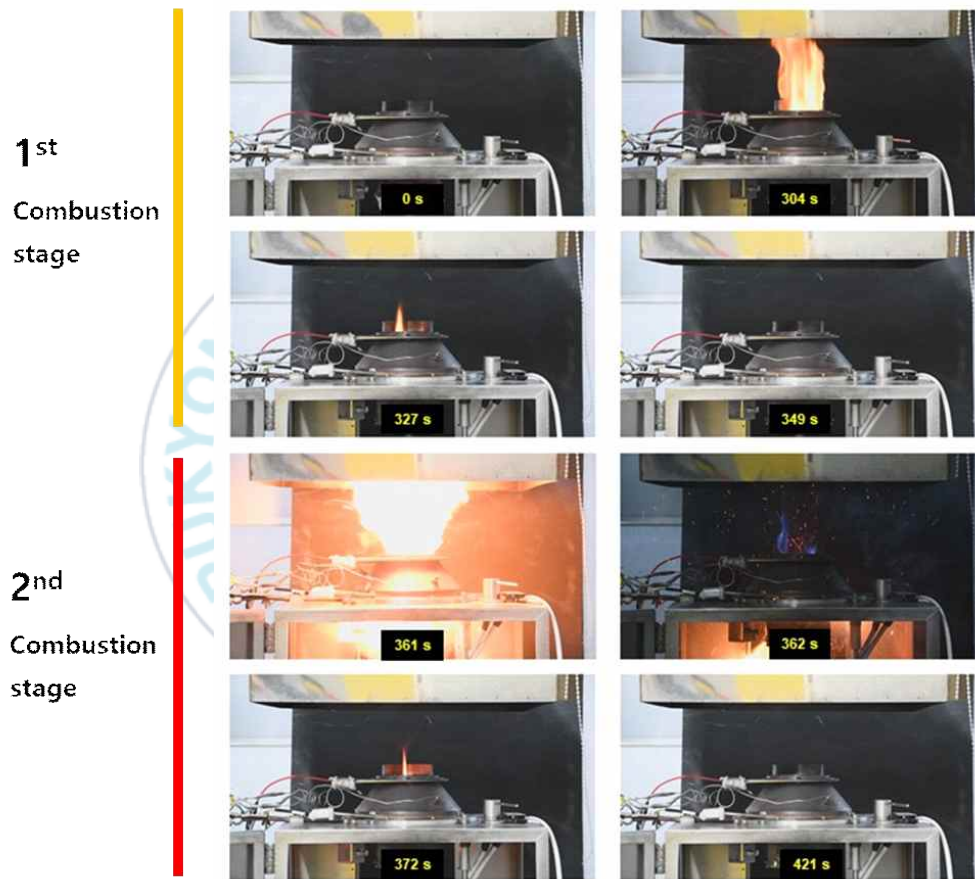 1st
Combustion
stage
0 s
304 s
327 s
349 s
2nd
Combustion
stage
361 s
362 s
372 s
421 s